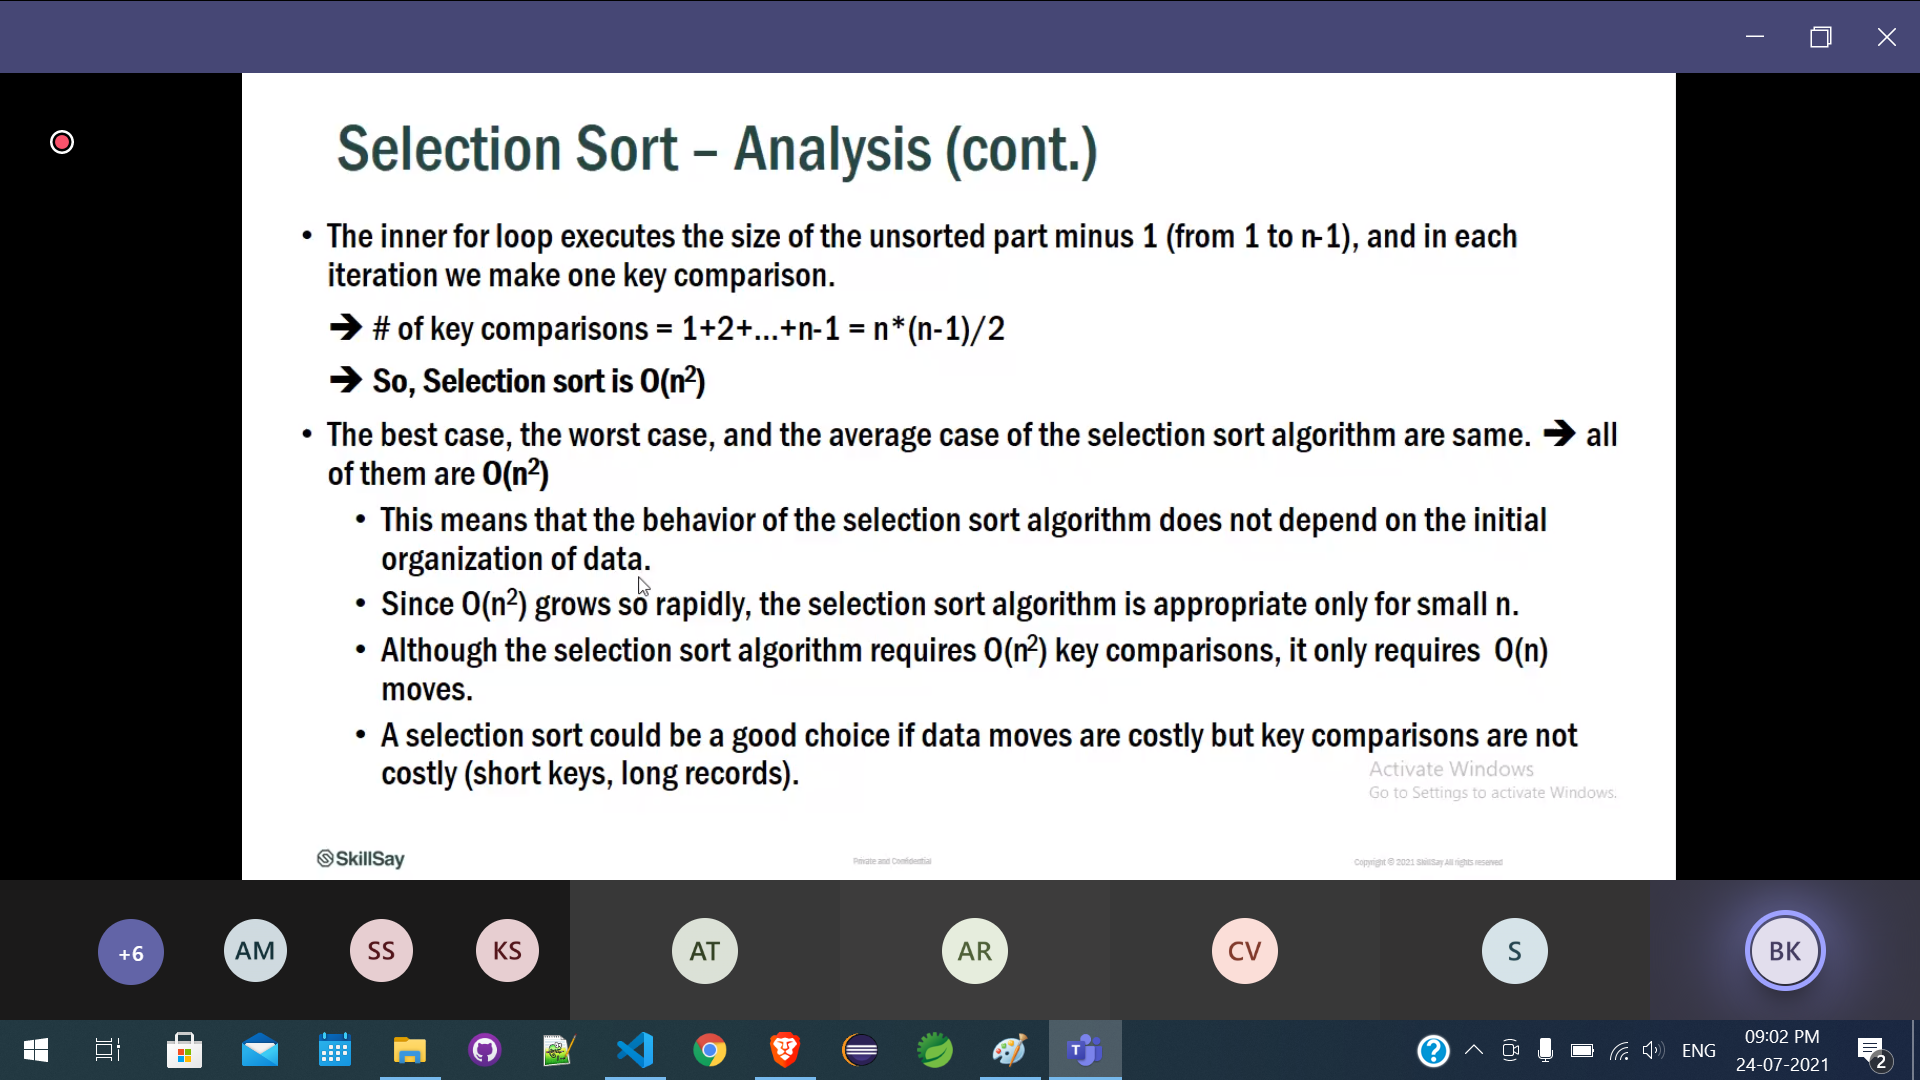 Selection Sort – Analysis (cont.)
• The inner for loop executes the size of the unsorted part minus 1 (from 1 to n-1), and in each
iteration we make one key comparison.
➔ # of key comparisons = 1+2+...+n-1 = n*(n-1)/2
➔ So, Selection sort is O(n²)
• The best case, the worst case, and the average case of the selection sort algorithm are same. ➔ all
of them are O(n²)
• This means that the behavior of the selection sort algorithm does not depend on the initial
organization of data.
• Since O(n²) grows so rapidly, the selection sort algorithm is appropriate only for small n.
• Although the selection sort algorithm requires O(n²) key comparisons, it only requires O(n)
moves.
• A selection sort could be a good choice if data moves are costly but key comparisons are not
costly (short keys, long records).
Activate Windows
Go to Settings to activate Windows.
SkillSay
Private and Confidential
Copyright © 2021 SkillSay All rights reserved
+6 AM SS KS AT AR CV S BK
09:02 PM
ENG
24-07-2021
2